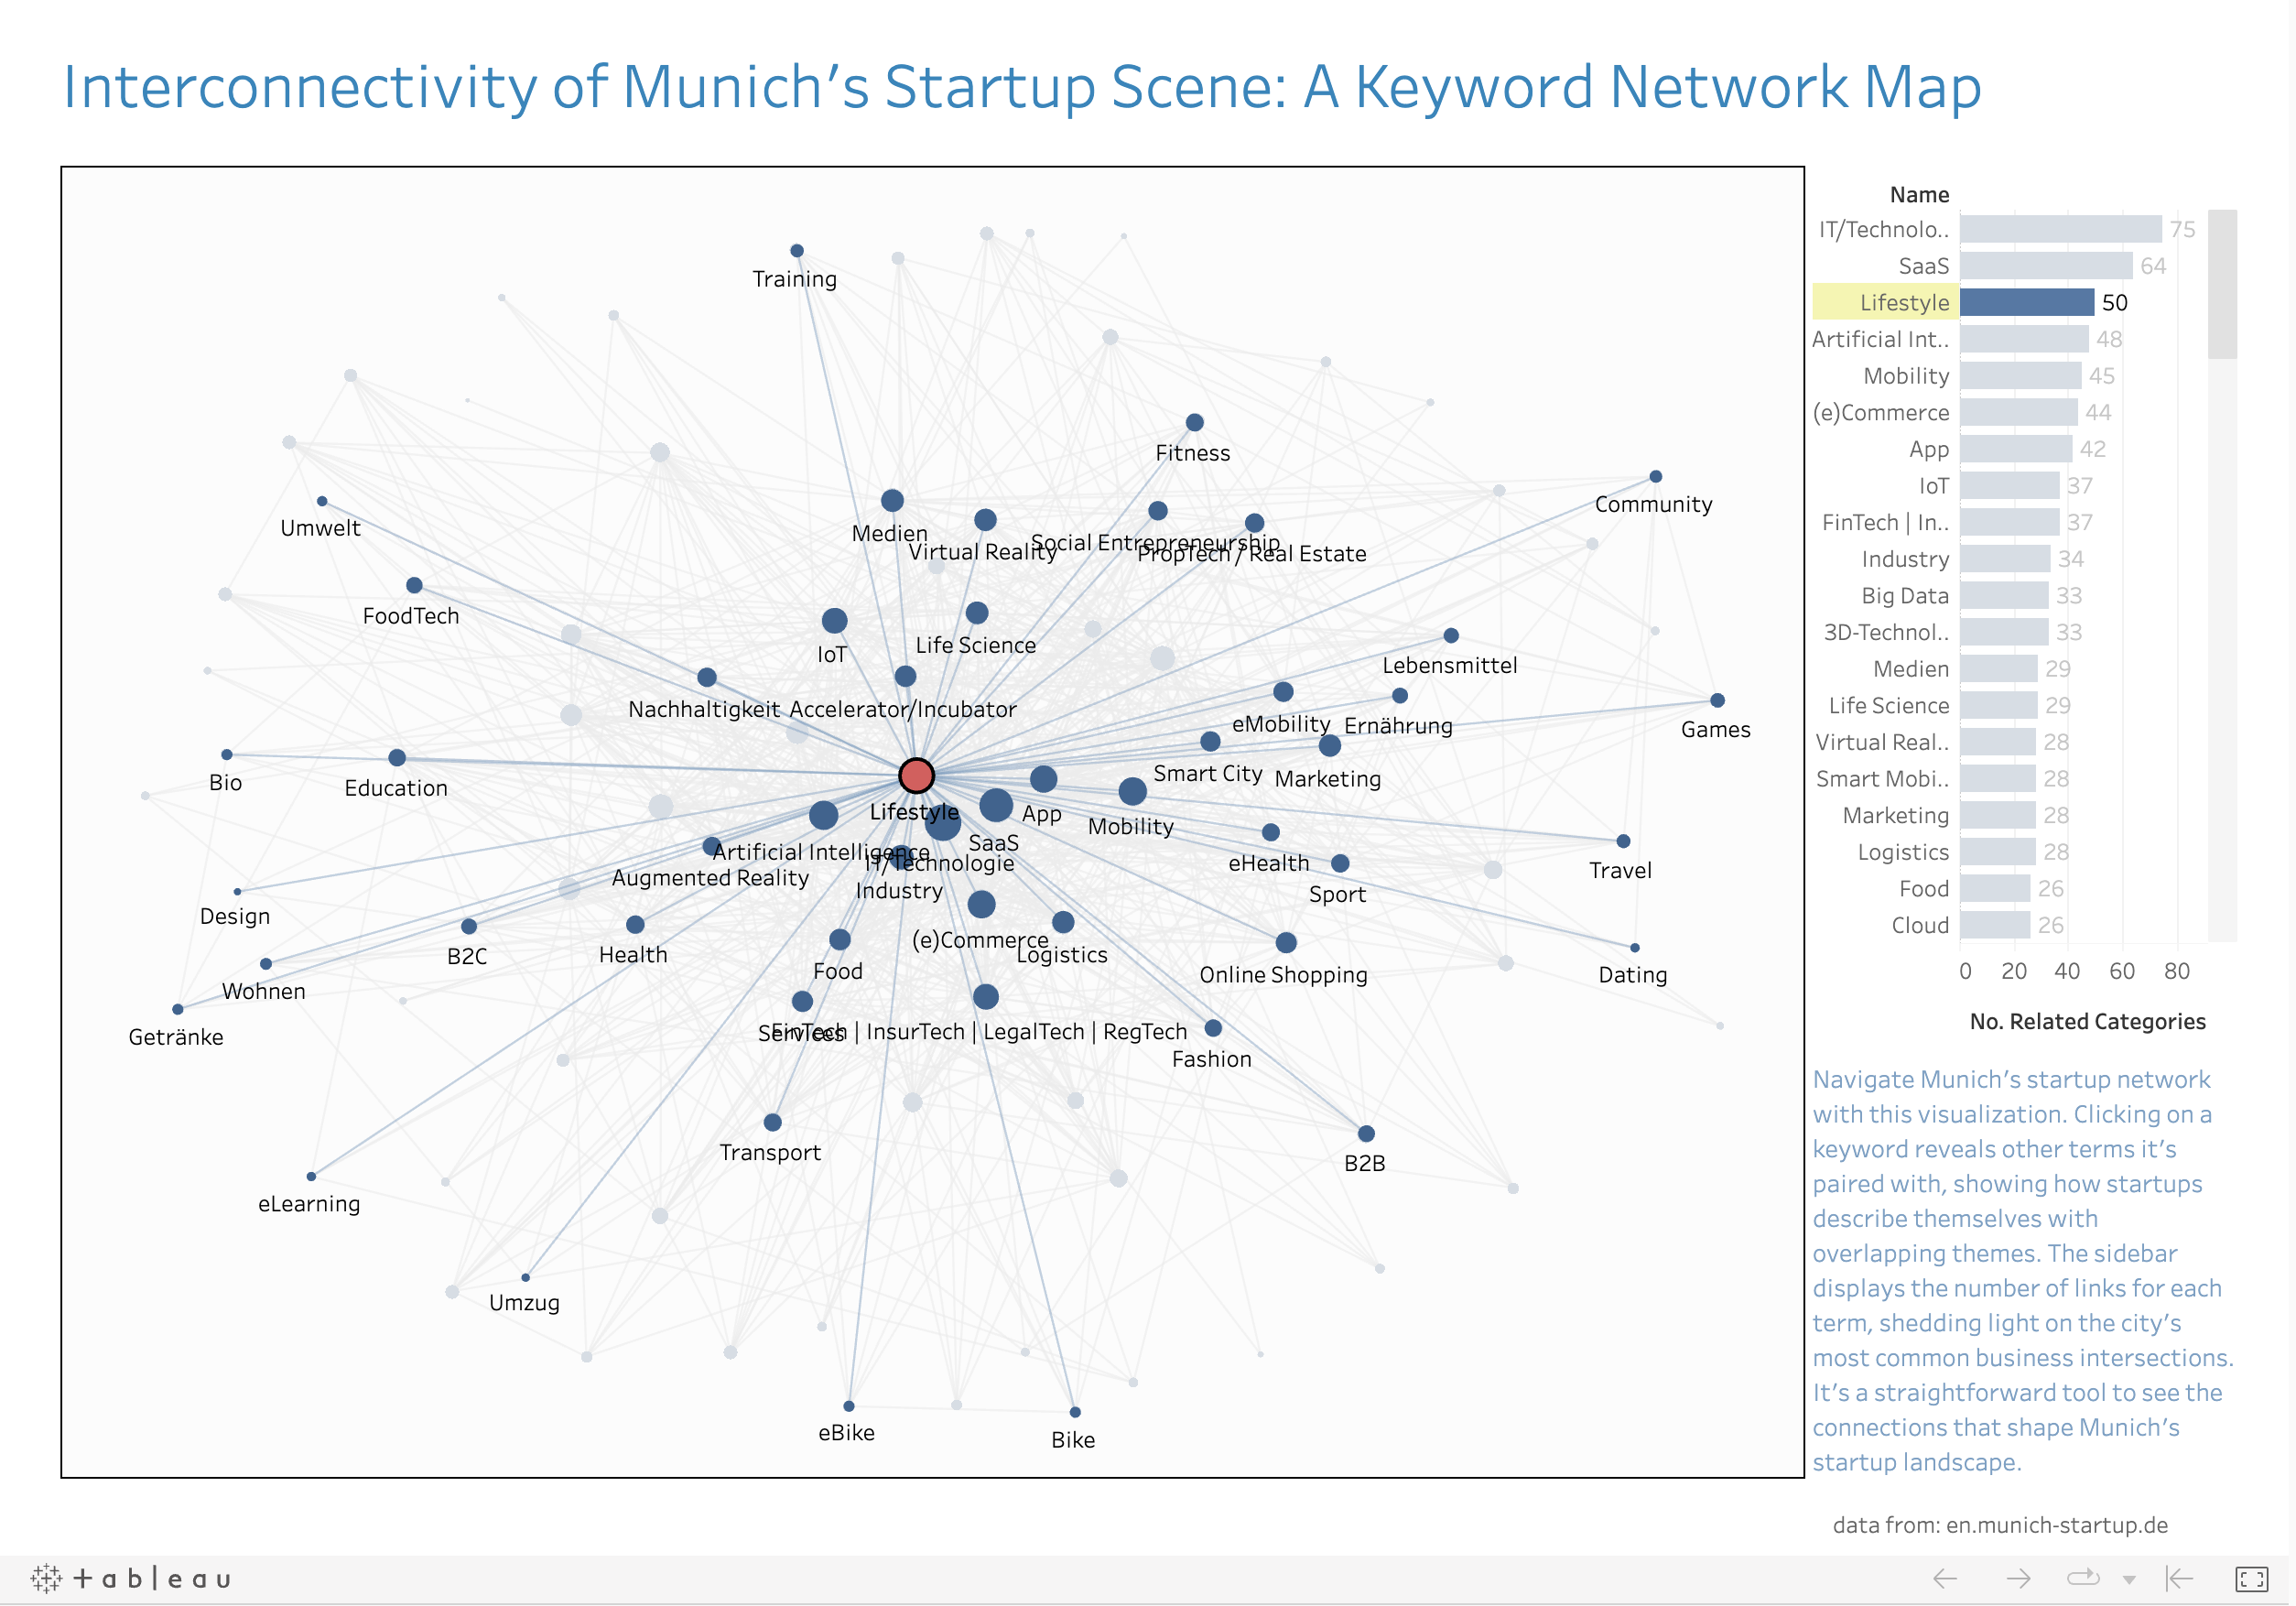 Interconnectivity of Munich's Startup Scene: A Keyword Network Map
Training
Fitness
Community
Umwelt
Medien
Virtual Reality
Social Entrepreneurship
PropTech / Real Estate
FoodTech
IoT
Life Science
Lebensmittel
Nachhaltigkeit
Accelerator/Incubator
eMobility
Ernährung
Games
Bio
Education
Smart City
Marketing
Lifestyle
App
Mobility
SaaS
Artificial Intelligence
IT/Technologie
eHealth
Travel
Augmented Reality
Industry
Sport
Design
B2C
Health
(e)Commerce
Logistics
Food
Online Shopping
Dating
Wohnen
Getränke
Services
FinTech | InsurTech | LegalTech | RegTech
Fashion
Transport
B2B
eLearning
Umzug
eBike
Bike
Name
IT/Technolo.. 75
SaaS 64
Lifestyle 50
Artificial Int.. 48
Mobility 45
(e)Commerce 44
App 42
IoT 37
FinTech | In.. 37
Industry 34
Big Data 33
3D-Technol.. 33
Medien 29
Life Science 29
Virtual Real.. 28
Smart Mobi.. 28
Marketing 28
Logistics 28
Food 26
Cloud 26
0 20 40 60 80
No. Related Categories
Navigate Munich's startup network
with this visualization. Clicking on a
keyword reveals other terms it's
paired with, showing how startups
describe themselves with
overlapping themes. The sidebar
displays the number of links for each
term, shedding light on the city's
most common business intersections.
It's a straightforward tool to see the
connections that shape Munich's
startup landscape.
data from: en.munich-startup.de
+ableau